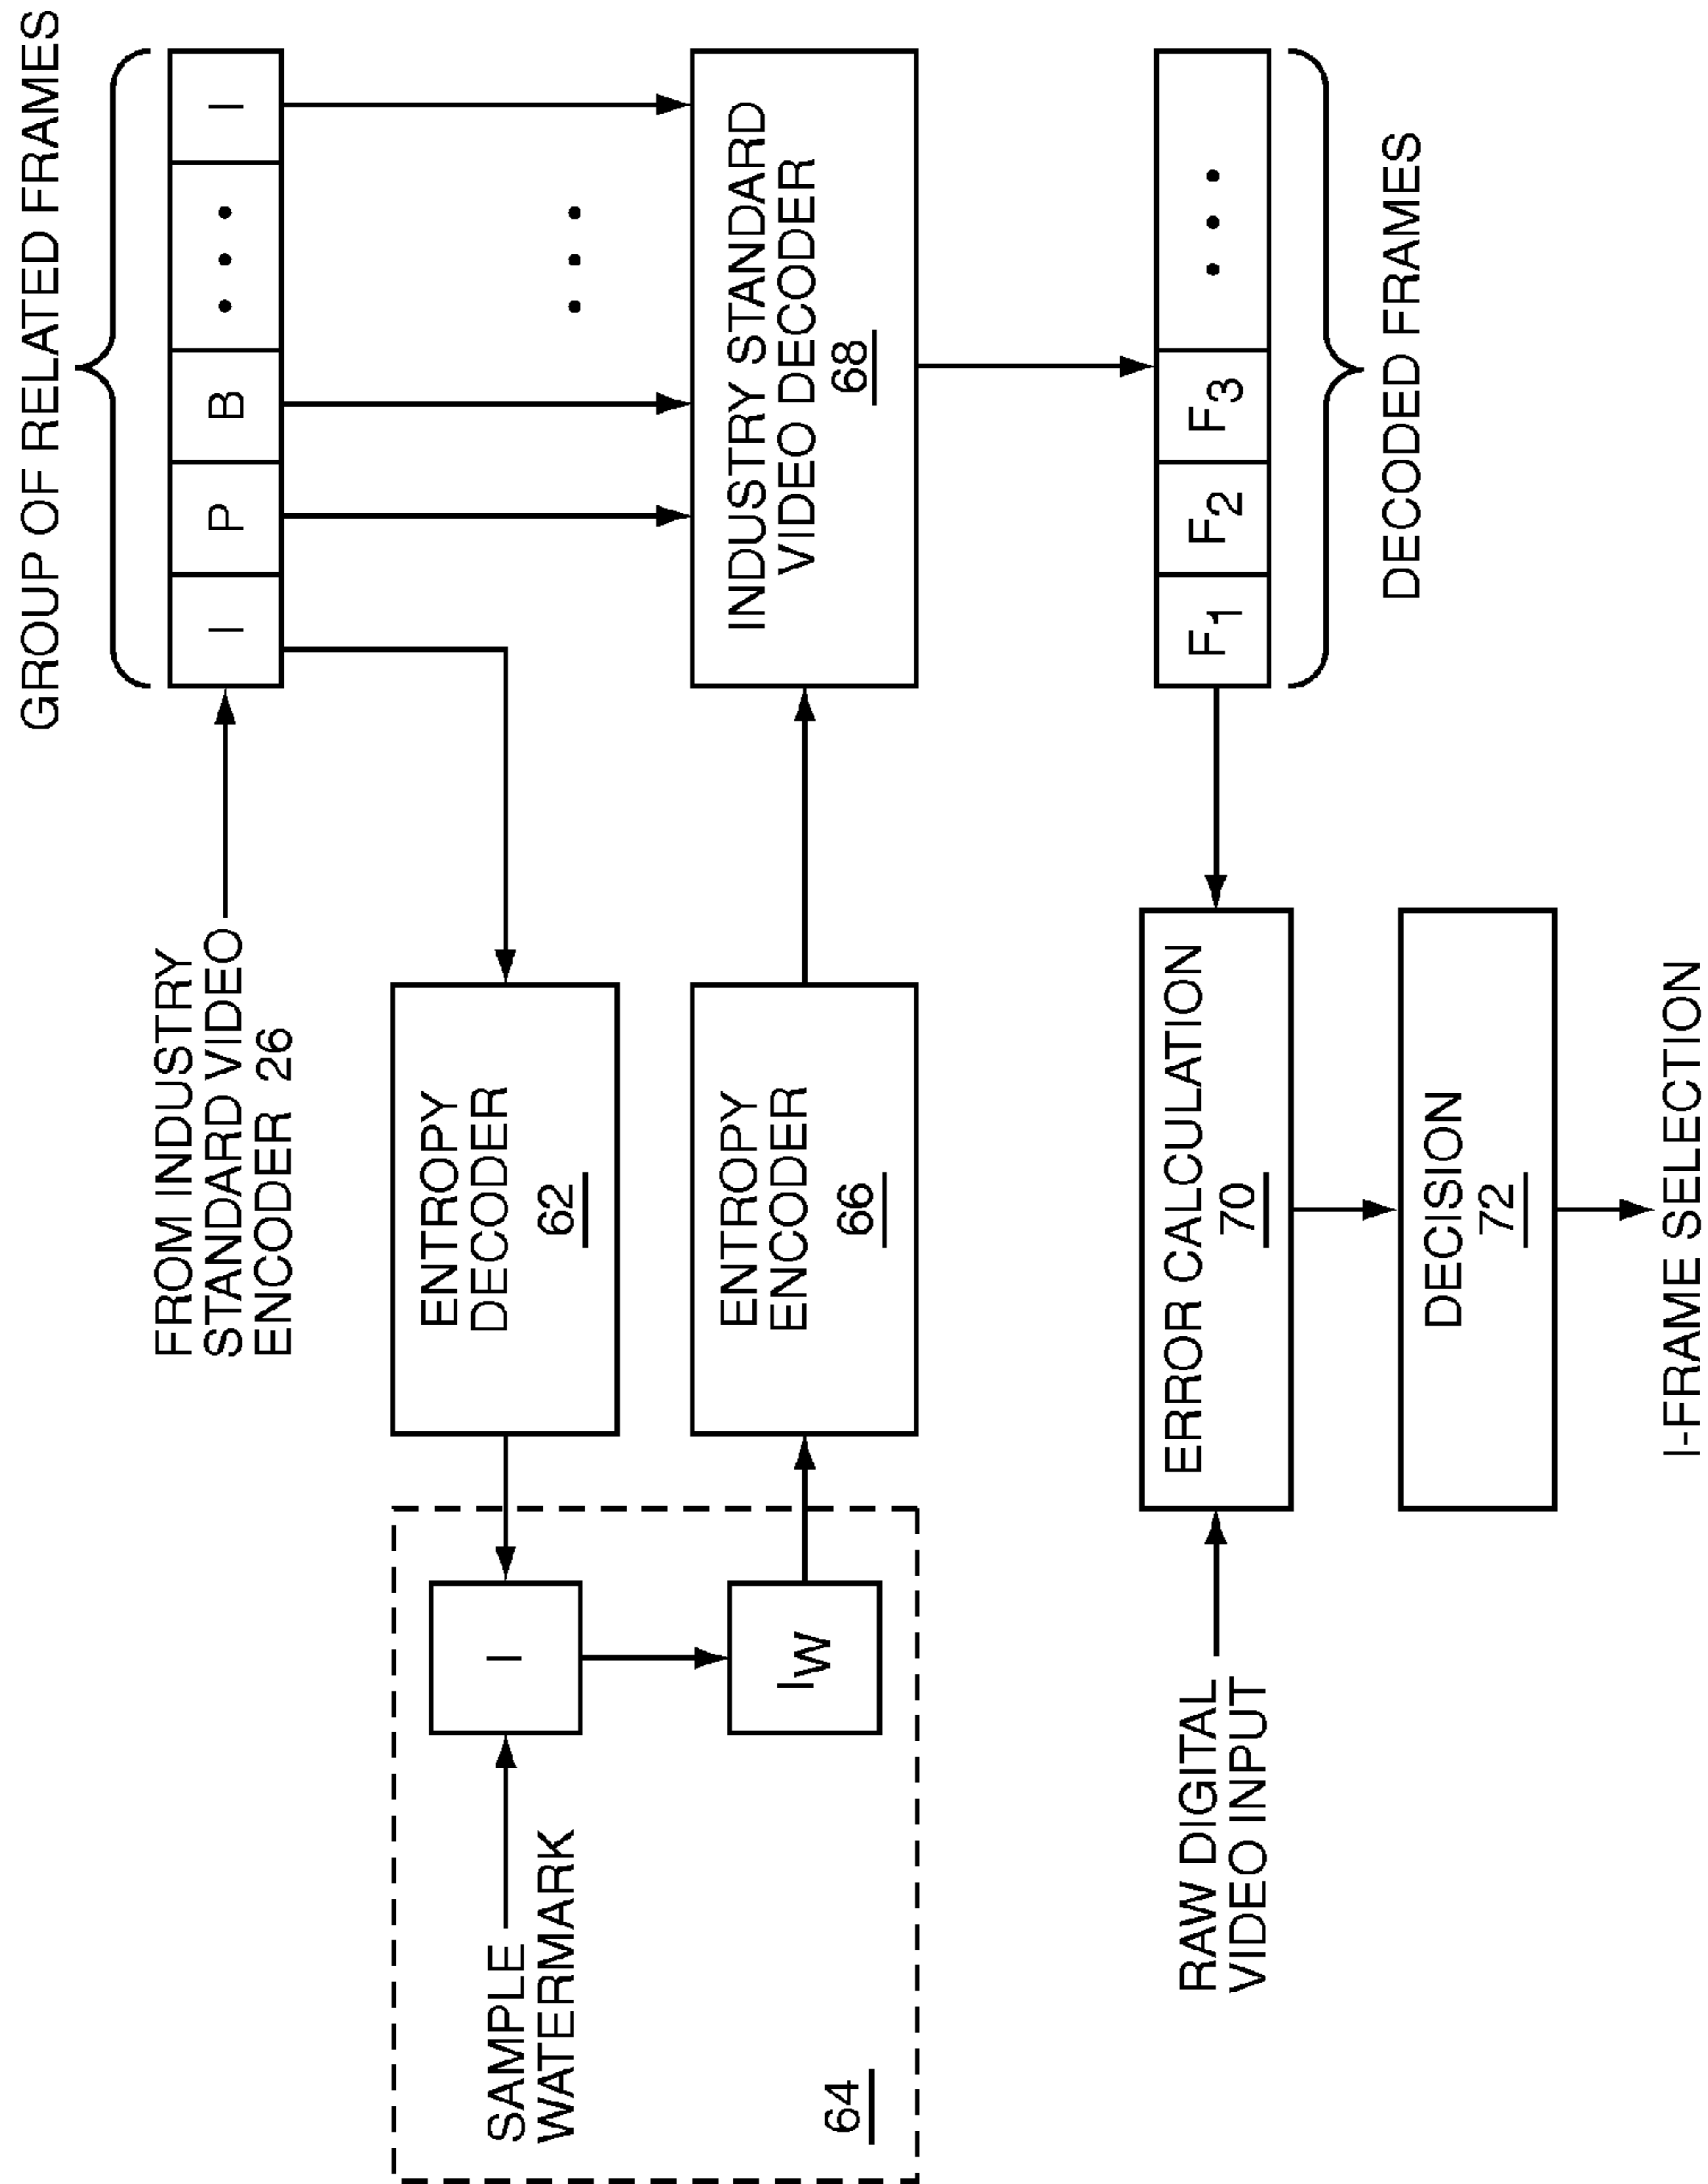 GROUP OF RELATED FRAMES
FROM INDUSTRY
STANDARD VIDEO
ENCODER 26
I P B • • • I
ENTROPY
DECODER
62
SAMPLE
WATERMARK
I
I_W
64
ENTROPY
ENCODER
66
• • •
INDUSTRY STANDARD
VIDEO DECODER
68
RAW DIGITAL
VIDEO INPUT
ERROR CALCULATION
70
F1 F2 F3 • • •
DECODED FRAMES
DECISION
72
I-FRAME SELECTION